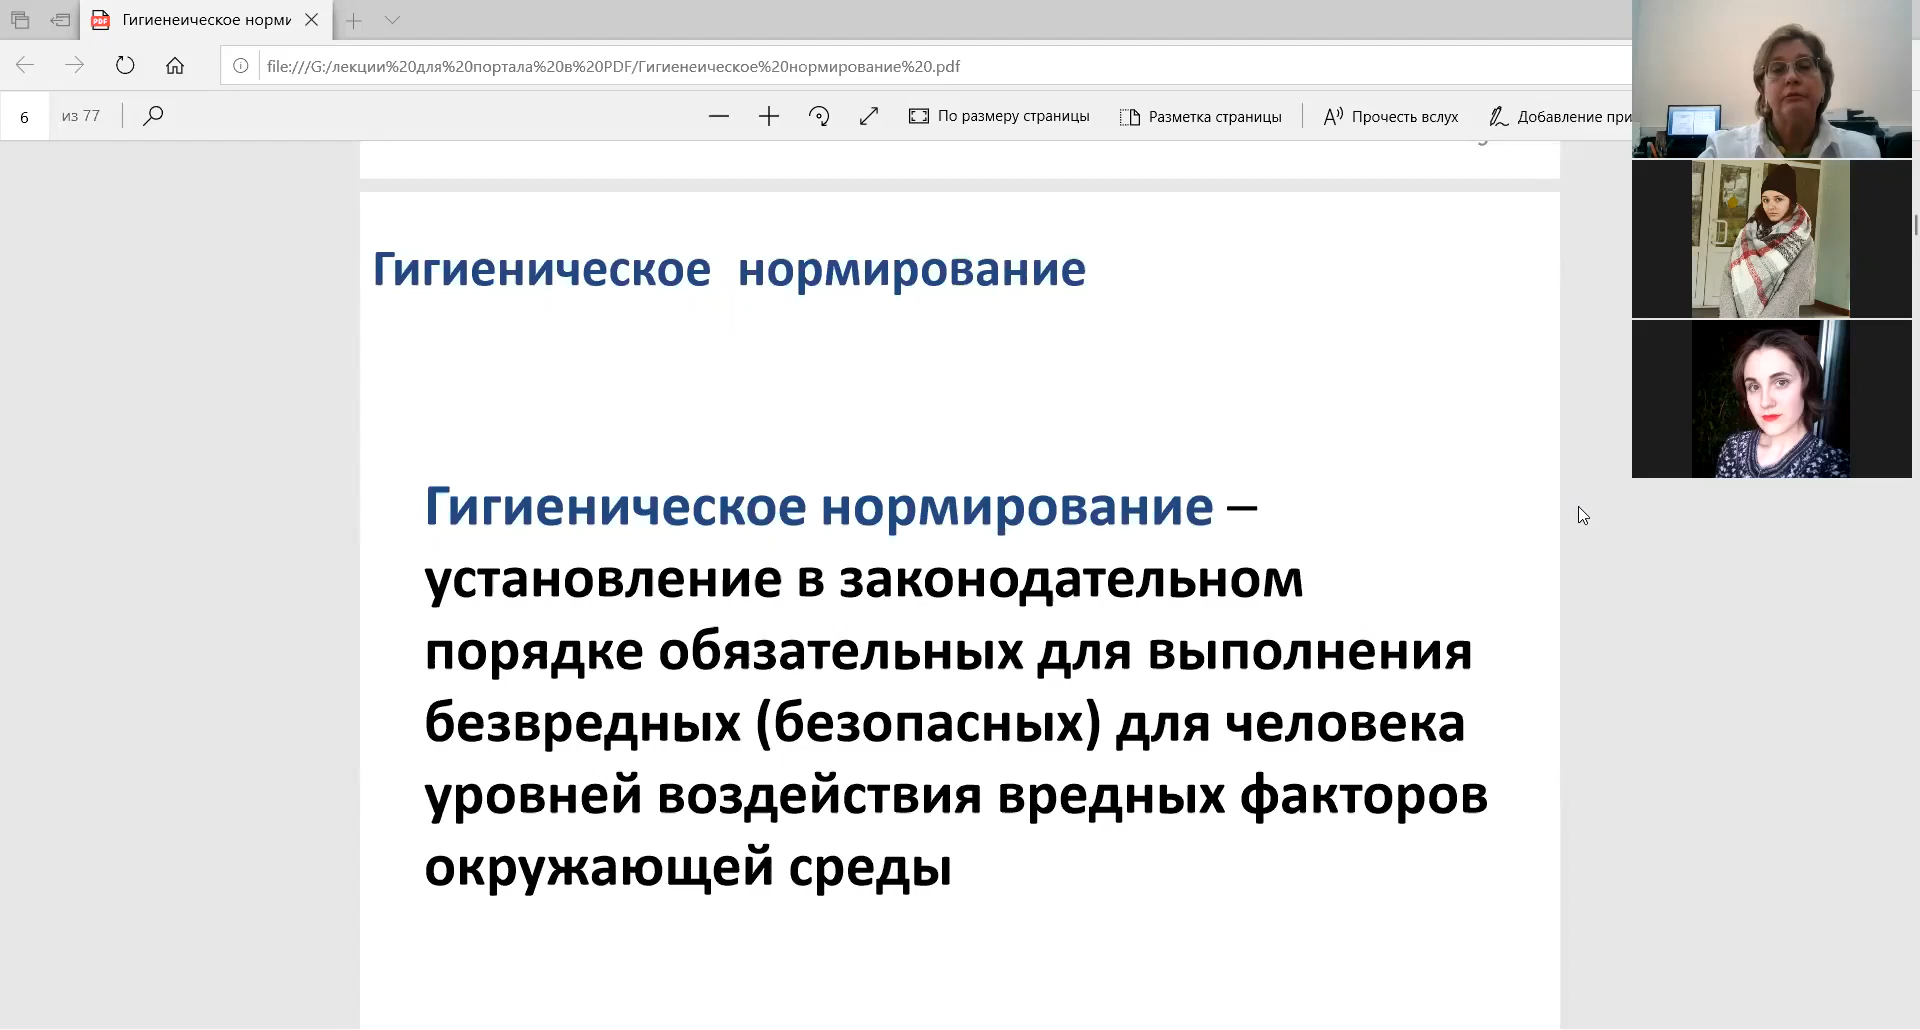 Гигиенеическое норми
file:///G:/лекции%20для%20портала%20в%20PDF/Гигиенеическое%20нормирование%20.pdf
6 из 77
По размеру страницы
Разметка страницы
Прочесть вслух
Добавление при
Гигиеническое нормирование
Гигиеническое нормирование –
установление в законодательном
порядке обязательных для выполнения
безвредных (безопасных) для человека
уровней воздействия вредных факторов
окружающей среды